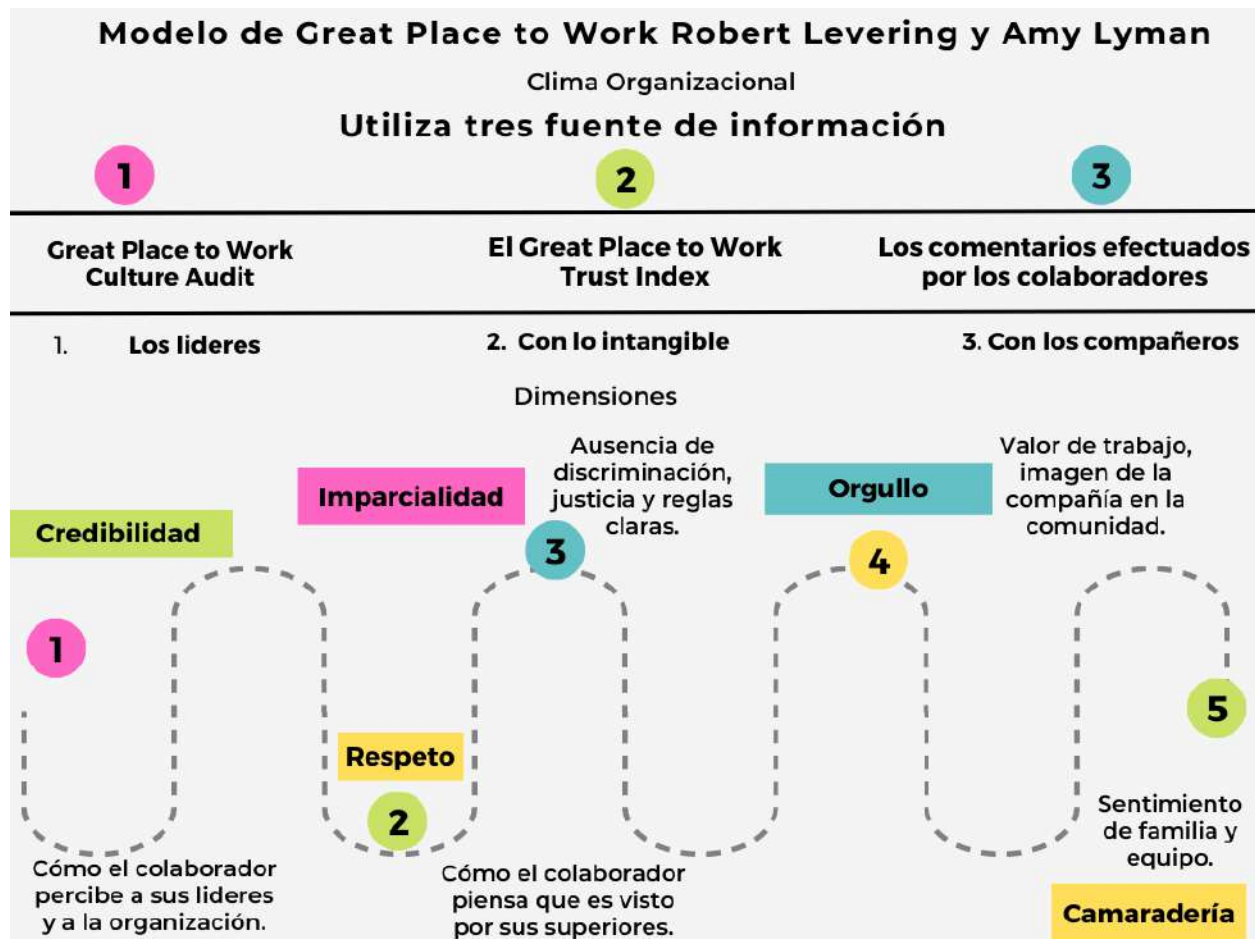 Modelo de Great Place to Work Robert Levering y Amy Lyman
Clima Organizacional
Utiliza tres fuente de información
1
2
3
Great Place to Work
Culture Audit
El Great Place to Work
Trust Index
Los comentarios efectuados
por los colaboradores
1. Los lideres
2. Con lo intangible
3. Con los compañeros
Dimensiones
Credibilidad
1
Cómo el colaborador
percibe a sus lideres
y a la organización.
Respeto
2
Cómo el colaborador
piensa que es visto
por sus superiores.
Imparcialidad
3
Ausencia de
discriminación,
justicia y reglas
claras.
Orgullo
4
Valor de trabajo,
imagen de la
compañía en la
comunidad.
5
Sentimiento
de familia y
equipo.
Camaradería